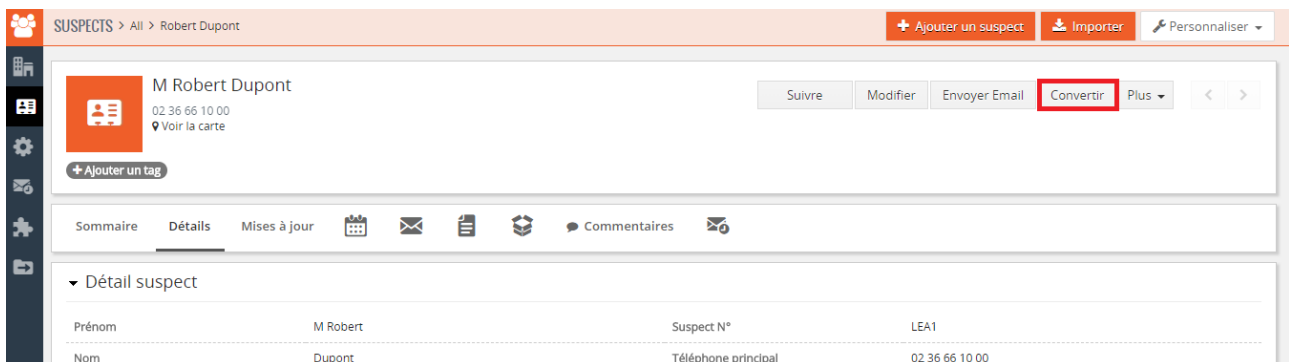 SUSPECTS > All > Robert Dupont
Ajouter un suspect
Importer
Personnaliser
M Robert Dupont
02 36 66 10 00
Voir la carte
Suivre
Modifier
Envoyer Email
Convertir
Plus
+ Ajouter un tag
Sommaire
Détails
Mises à jour
Commentaires
Détail suspect
Prénom M Robert Suspect N° LEA1
Nom Dupont Téléphone principal 02 36 66 10 00